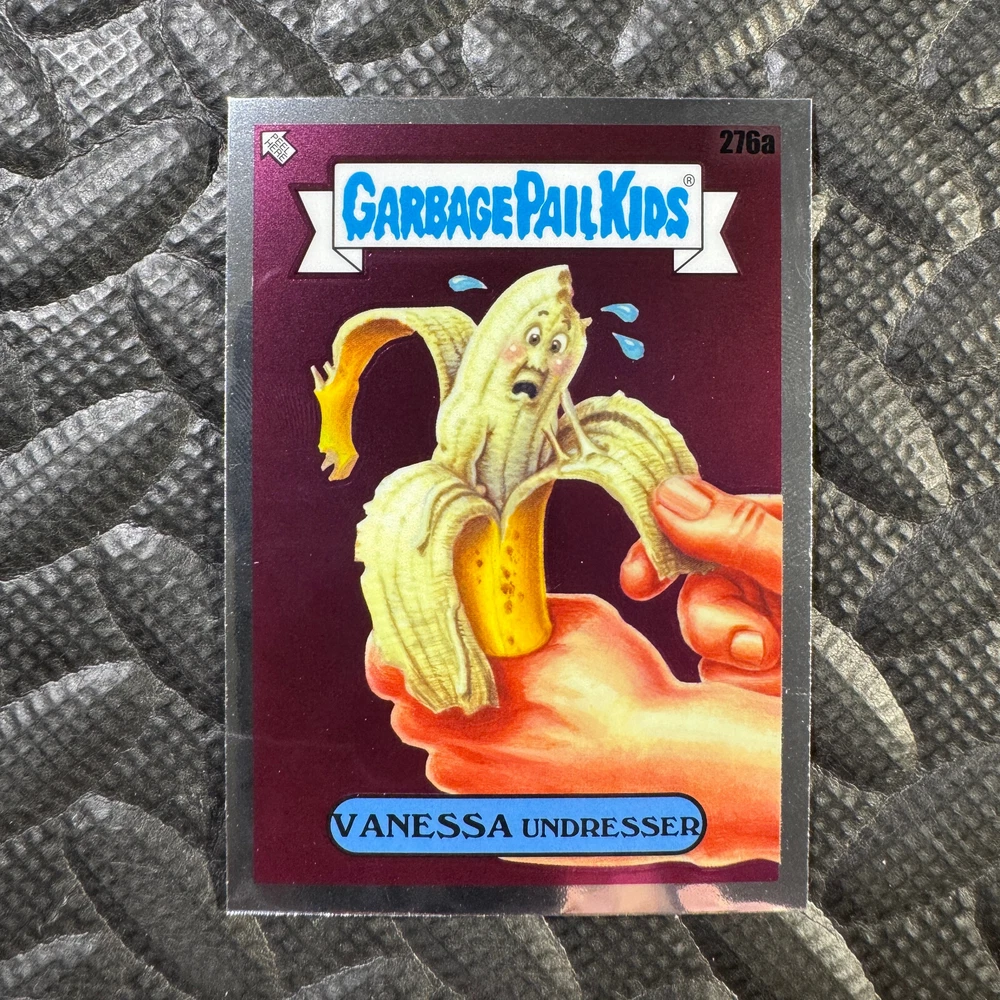 276a
GARBAGE PAIL KIDS®
VANESSA UNDRESSER